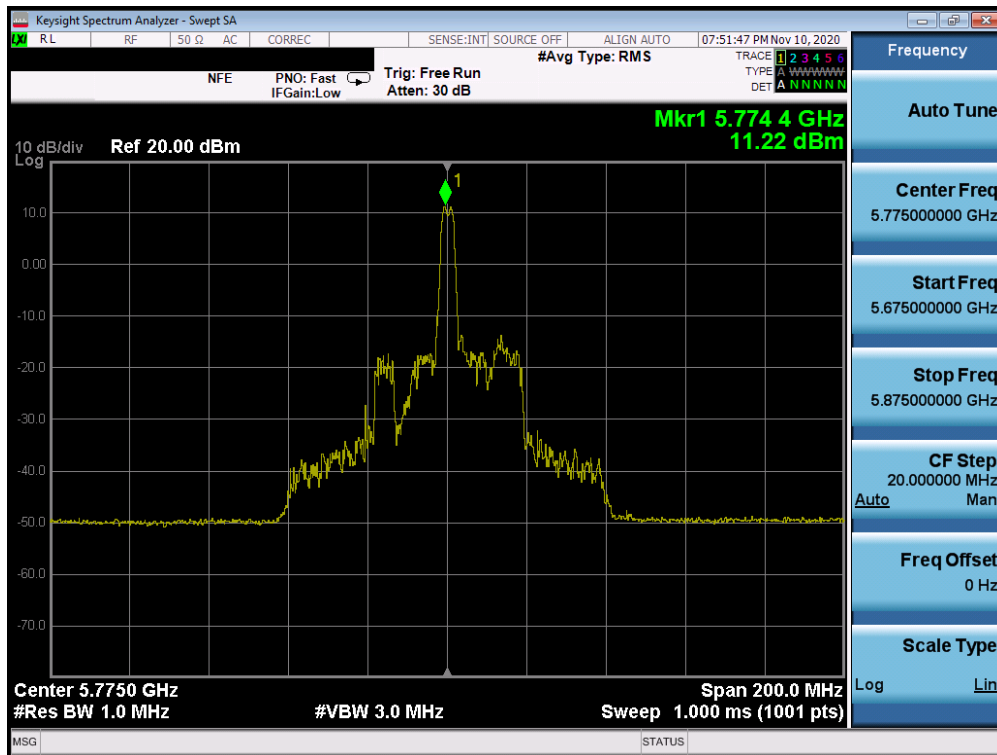 Keysight Spectrum Analyzer - Swept SA
LXI RL RF 50 Ω AC CORREC SENSE:INT SOURCE OFF ALIGN AUTO 07:51:47 PM Nov 10, 2020
Frequency
#Avg Type: RMS
TRACE 1 2 3 4 5 6
TYPE A WWWWW
DET A N N N N N
NFE PNO: Fast Trig: Free Run
IFGain:Low Atten: 30 dB
Mkr1 5.774 4 GHz
11.22 dBm
10 dB/div Ref 20.00 dBm
Log
1
10.0
0.00
-10.0
-20.0
-30.0
-40.0
-50.0
-60.0
-70.0
Center 5.7750 GHz Span 200.0 MHz
#Res BW 1.0 MHz #VBW 3.0 MHz Sweep 1.000 ms (1001 pts)
MSG STATUS
Auto Tune
Center Freq
5.775000000 GHz
Start Freq
5.675000000 GHz
Stop Freq
5.875000000 GHz
CF Step
20.000000 MHz
Auto Man
Freq Offset
0 Hz
Scale Type
Log Lin